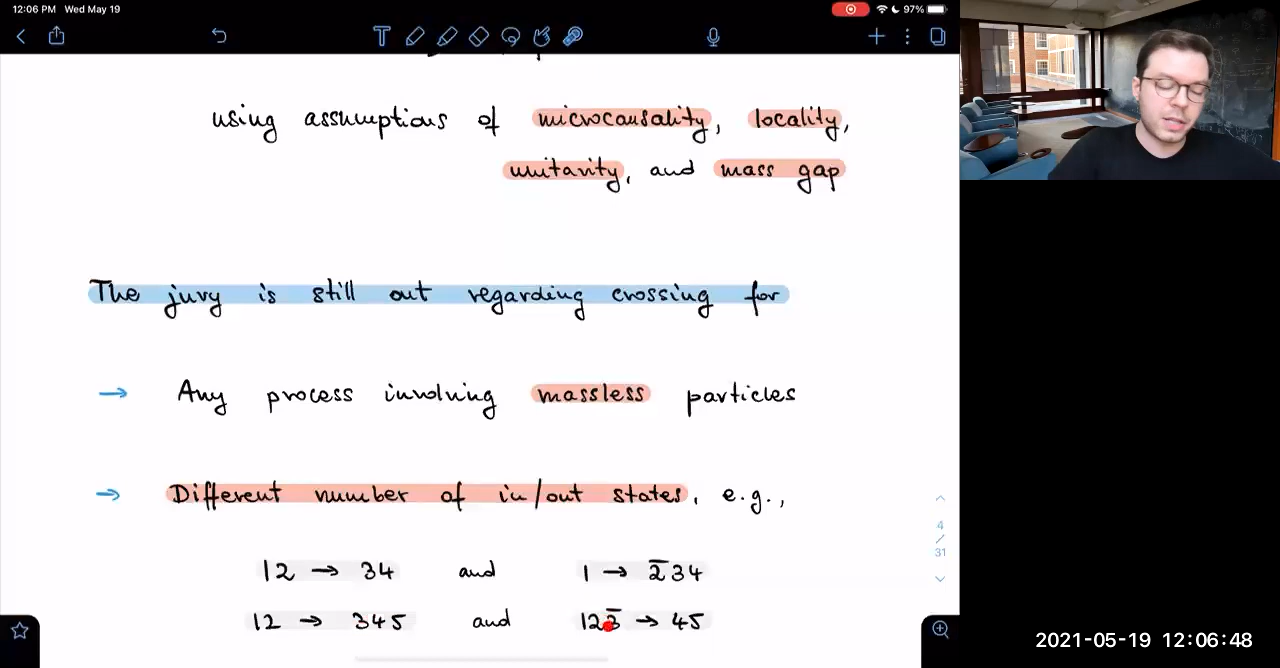 12:06 PM Wed May 19
97%
using assumptions of microcausality, locality,
unitarity, and mass gap
The jury is still out regarding crossing for
→ Any process involving massless particles
→ Different number of in/out states, e.g.,
12 → 34 and 1 → 2̄34
12 → 345 and 123̄ → 45
4
/
31
2021-05-19 12:06:48